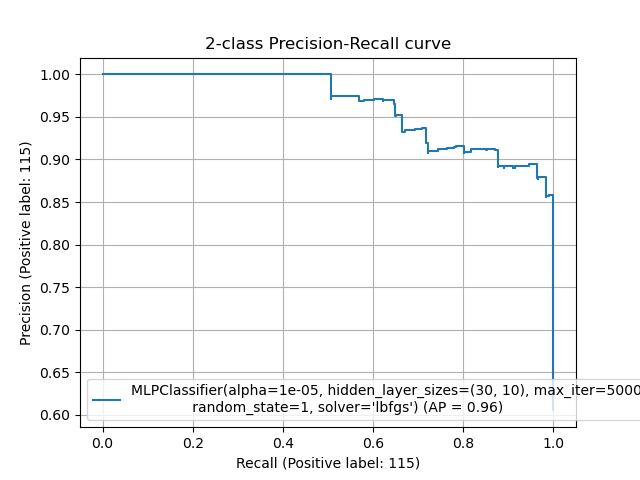 2-class Precision-Recall curve
Precision (Positive label: 115)
1.00
0.95
0.90
0.85
0.80
0.75
0.70
0.65
0.60
MLPClassifier(alpha=1e-05, hidden_layer_sizes=(30, 10), max_iter=5000
random_state=1, solver='lbfgs') (AP = 0.96)
0.0 0.2 0.4 0.6 0.8 1.0
Recall (Positive label: 115)